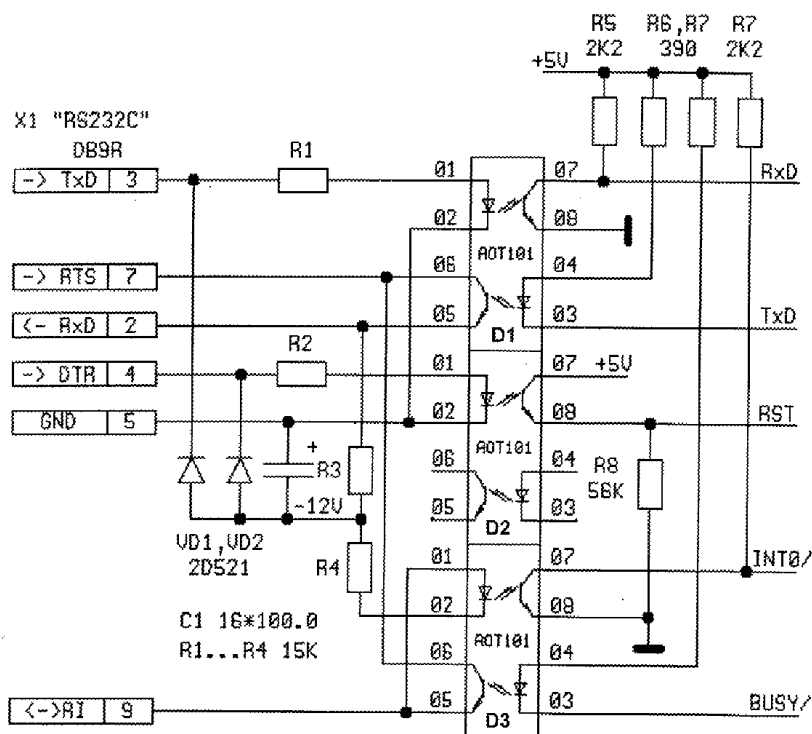 R5 R6,R7 R7
2K2 390 2K2
+5V
X1 "RS232C"
DB9R
-> TxD 3
R1
01 07 RxD
02 08
AOT101
-> RTS 7
06 04
<- RxD 2
05 D1 03 TxD
-> DTR 4
R2
01 07 +5V
GND 5
02 08 RST
AOT101
+
R3
06 04
R8
56K
-12V
05 D2 03
VD1,VD2
2D521
R4
01 07 INT0/
02 08
C1 16*100.0
AOT101
R1...R4 15K
06 04
<->RI 9
05 D3 03 BUSY/